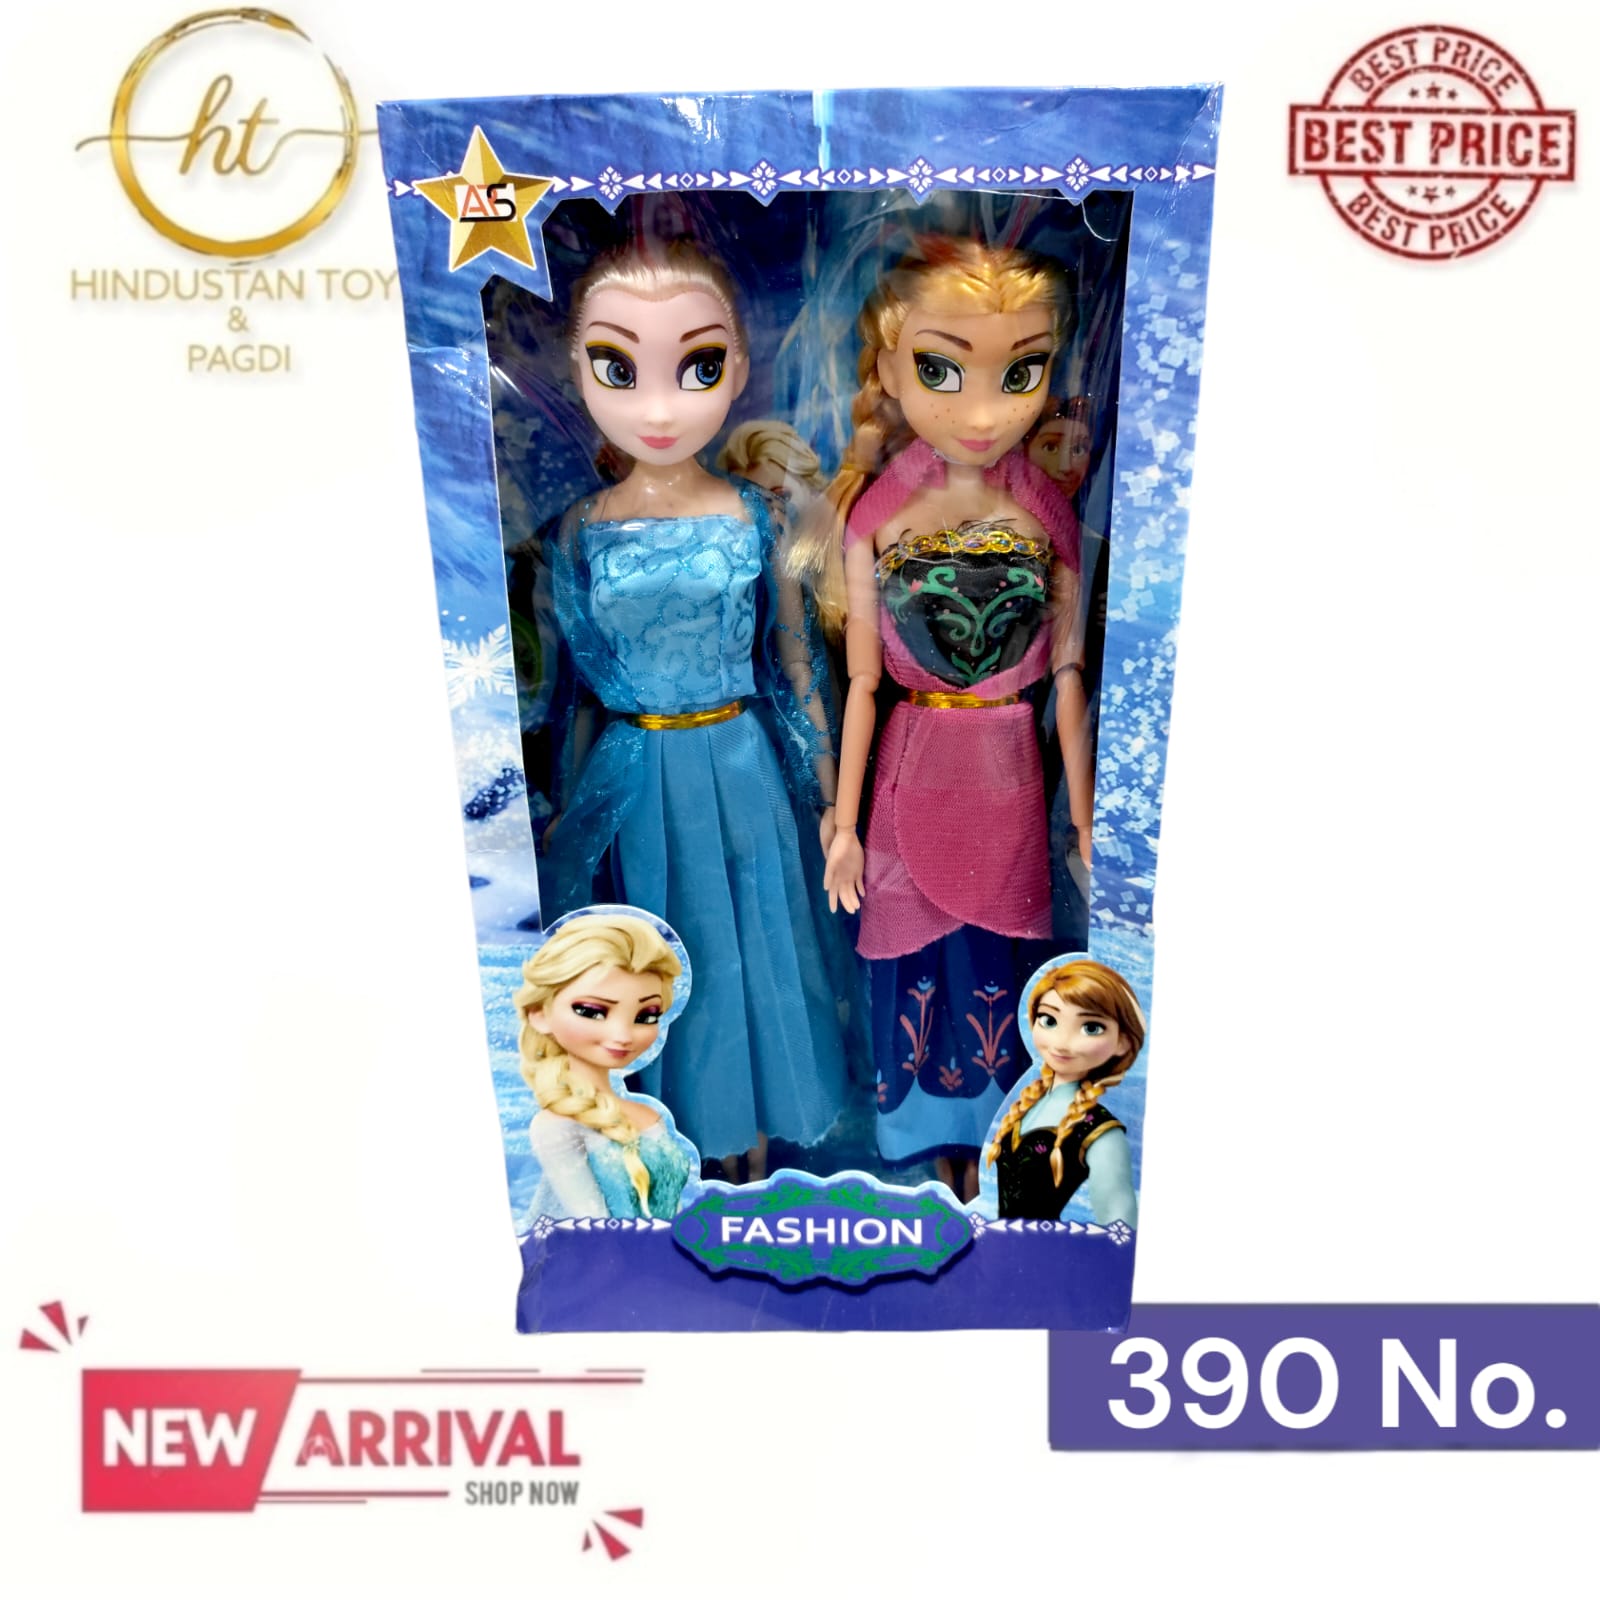 ht
HINDUSTAN TOY
&
PAGDI
BEST PRICE
BEST PRICE
BEST PRICE
AS
FASHION
390 No.
NEW ARRIVAL
SHOP NOW